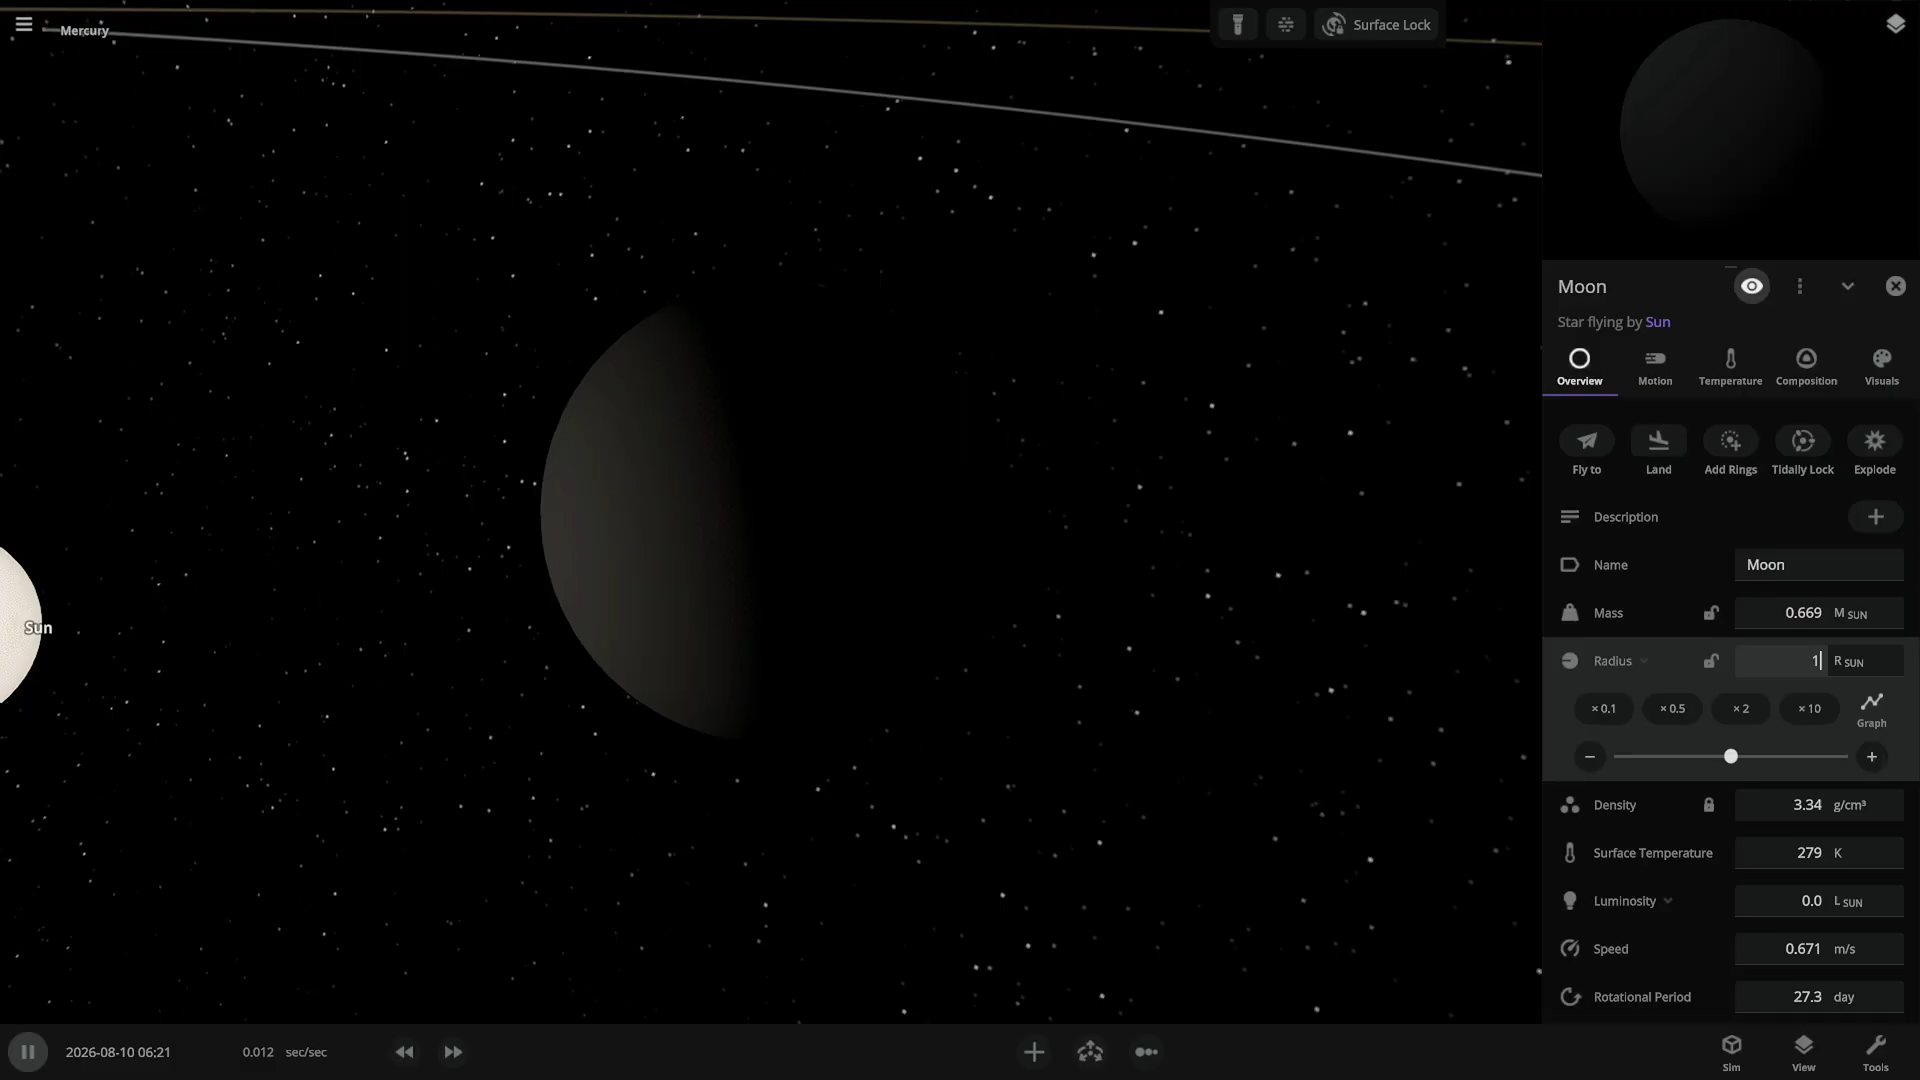 Mercury
Surface Lock
Sun
Moon
Star flying by Sun
Overview
Motion
Temperature
Composition
Visuals
Fly to
Land
Add Rings
Tidally Lock
Explode
Description
Name Moon
Mass 0.669 M SUN
Radius 1 R SUN
× 0.1 × 0.5 × 2 × 10
Graph
Density 3.34 g/cm³
Surface Temperature 279 K
Luminosity 0.0 L SUN
Speed 0.671 m/s
Rotational Period 27.3 day
2026-08-10 06:21 0.012 sec/sec
Sim
View
Tools